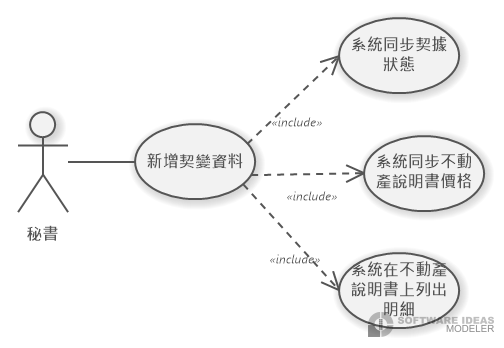 系統同步契據
狀態
«include»
新增契變資料
系統同步不動
產說明書價格
«include»
秘書
«include»
系統在不動產
說明書上列出
明細
SOFTWARE IDEAS
MODELER